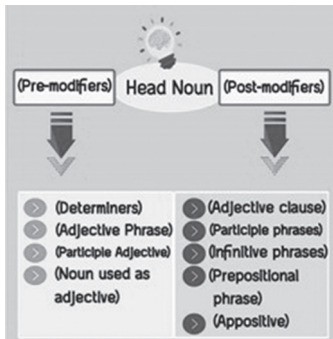 (Pre-modifiers)
Head Noun
(Post-modifiers)
(Determiners)
(Adjective Phrase)
(Participle Adjective)
(Noun used as
adjective)
(Adjective clause)
(Participle phrases)
(Infinitive phrases)
(Prepositional
phrase)
(Appositive)